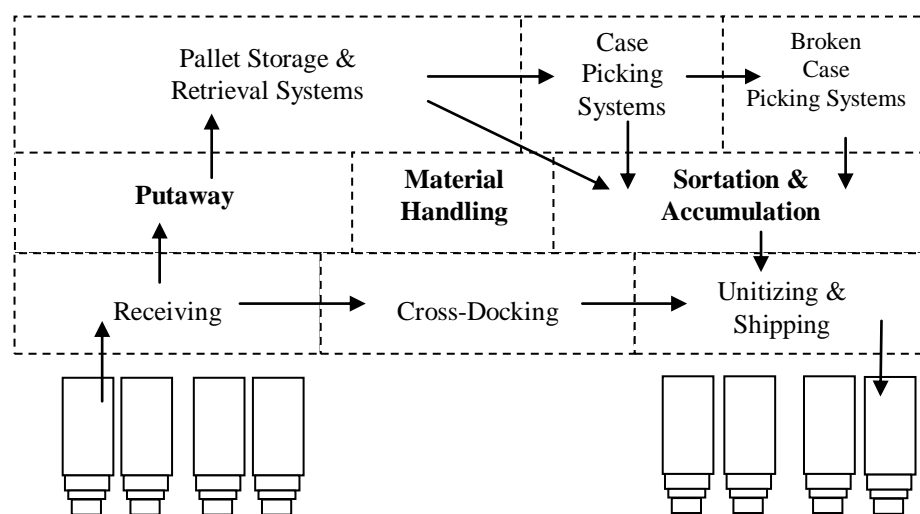 Pallet Storage &
Retrieval Systems
Case
Picking
Systems
Broken
Case
Picking Systems
Putaway
Material
Handling
Sortation &
Accumulation
Receiving
Cross-Docking
Unitizing &
Shipping